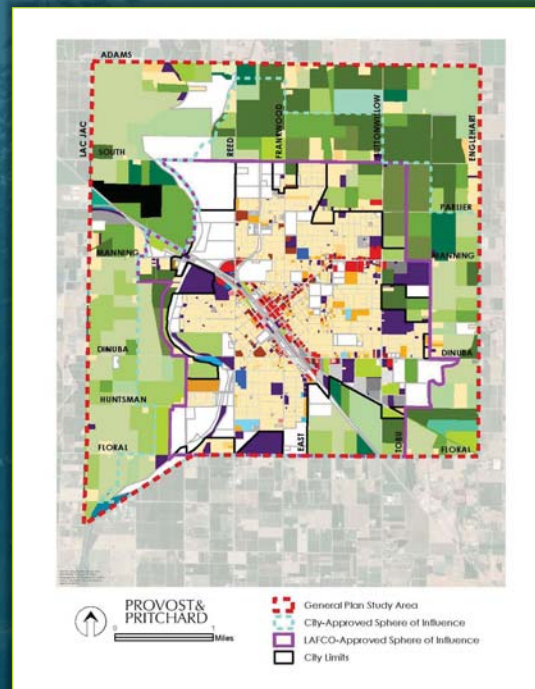 ADAMS
LAC JAC
REED
FRANKWOOD
BUTTONWILLOW
ENGLEHART
SOUTH
PARLIER
MANNING
MANNING
DINUBA
DINUBA
HUNTSMAN
FLORAL
EAST
FLORAL
PROVOST&
PRITCHARD
0 1
Miles
General Plan Study Area
City-Approved Sphere of Influence
LAFCO-Approved Sphere of Influence
City Limits